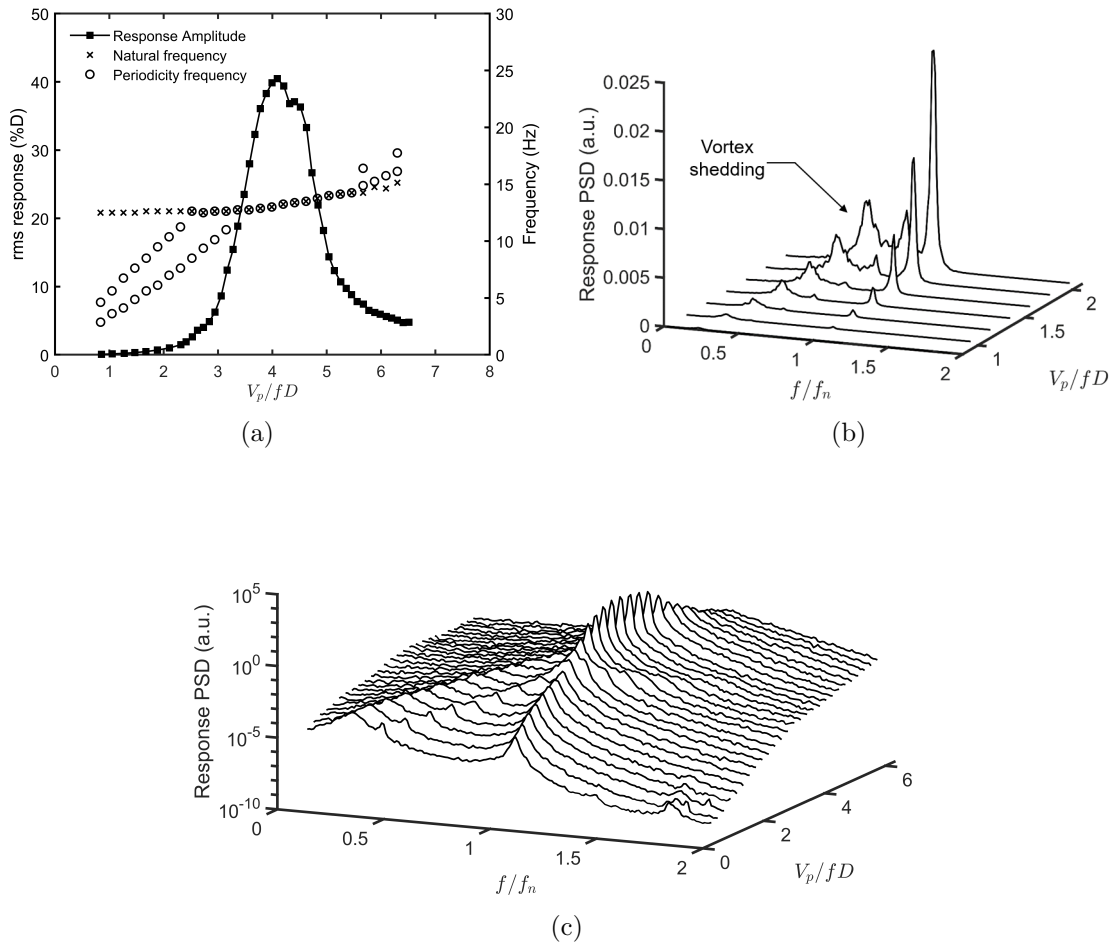 50
40
30
20
10
0
rms response (%D)
Response Amplitude
Natural frequency
Periodicity frequency
30
25
20
15
10
5
0
Frequency (Hz)
0 1 2 3 4 5 6 7 8
V_p/fD
(a)
0.025
0.02
0.015
0.01
0.005
0
Response PSD (a.u.)
Vortex
shedding
0 0.5 1 1.5 2
f/f_n
1 1.5 2
V_p/fD
(b)
10^5
10^0
10^-5
10^-10
Response PSD (a.u.)
0 0.5 1 1.5 2
f/f_n
0 2 4 6
V_p/fD
(c)